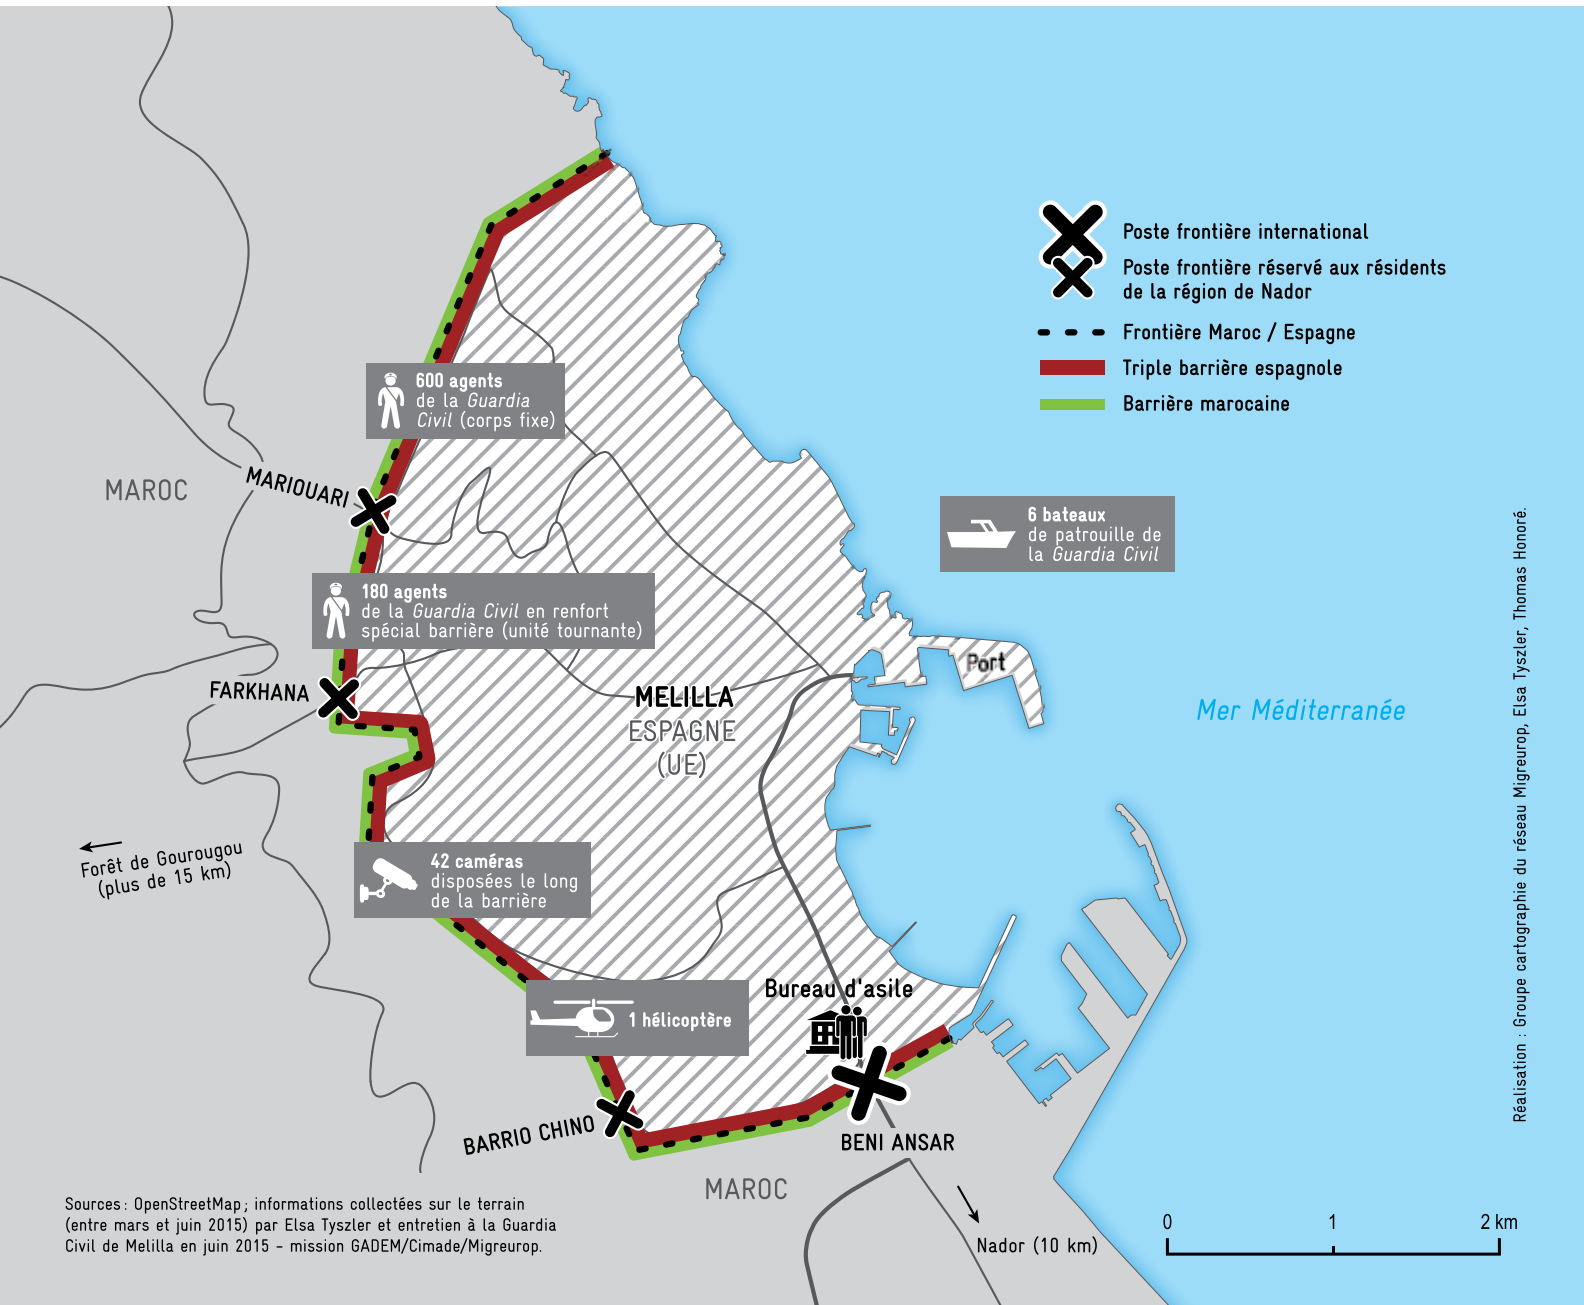 Poste frontière international
Poste frontière réservé aux résidents
de la région de Nador
Frontière Maroc / Espagne
Triple barrière espagnole
Barrière marocaine
600 agents
de la Guardia
Civil (corps fixe)
MAROC
MARIOUARI
6 bateaux
de patrouille de
la Guardia Civil
180 agents
de la Guardia Civil en renfort
spécial barrière (unité tournante)
Port
FARKHANA
MELILLA
ESPAGNE
(UE)
Mer Méditerranée
Forêt de Gourougou
(plus de 15 km)
42 caméras
disposées le long
de la barrière
Bureau d'asile
1 hélicoptère
BARRIO CHINO
BENI ANSAR
MAROC
Nador (10 km)
0 1 2 km
Sources : OpenStreetMap ; informations collectées sur le terrain
(entre mars et juin 2015) par Elsa Tyszler et entretien à la Guardia
Civil de Melilla en juin 2015 - mission GADEM/Cimade/Migreurop.
Réalisation : Groupe cartographie du réseau Migreurop, Elsa Tyszler, Thomas Honoré.